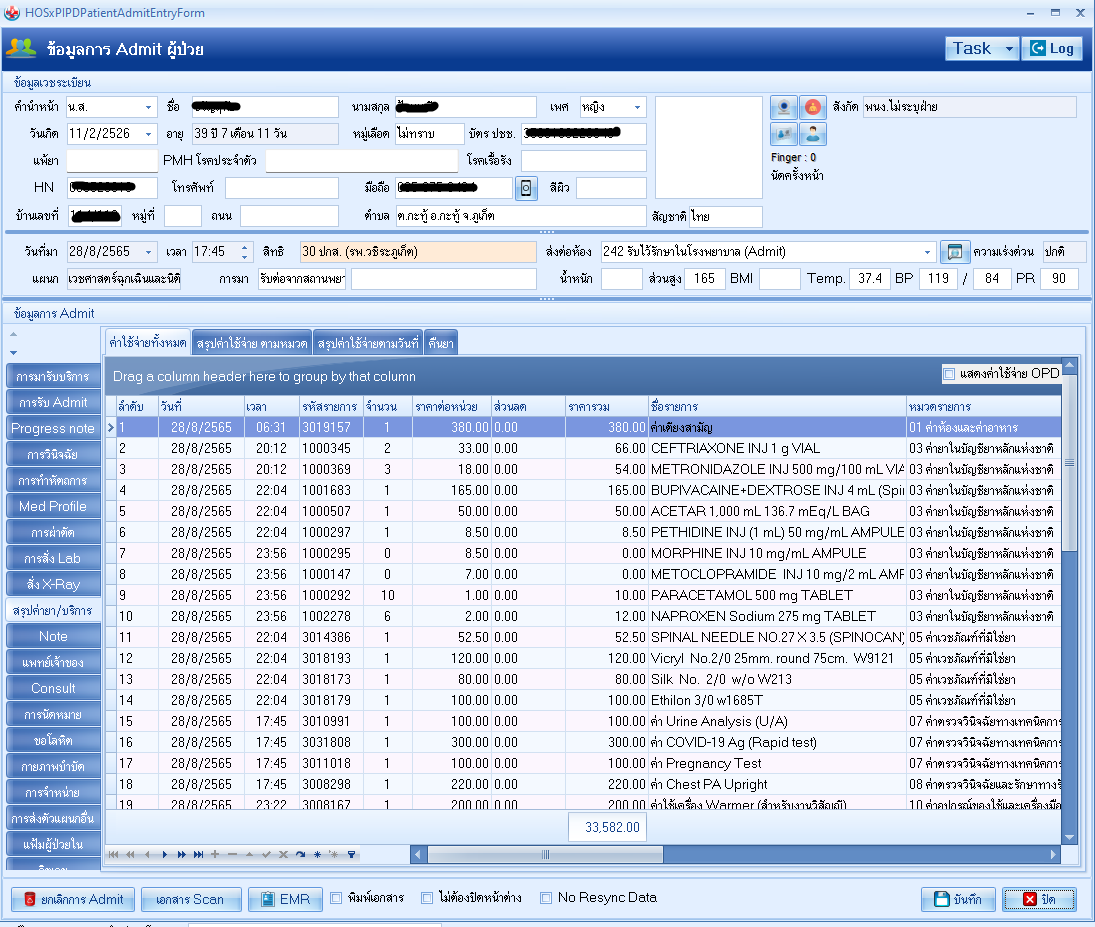 HOSxPIPDPatientAdmitEntryForm
ข้อมูลการ Admit ผู้ป่วย Task Log
ข้อมูลเวชระเบียน
คำนำหน้า น.ส. ชื่อ นามสกุล เพศ หญิง สังกัด พนง.ไม่ระบุฝ่าย
วันเกิด 11/2/2526 อายุ 39 ปี 7 เดือน 11 วัน หมู่เลือด ไม่ทราบ บัตร ปชช.
แพ้ยา PMH โรคประจำตัว โรคเรื้อรัง Finger : 0
นัดครั้งหน้า
HN โทรศัพท์ มือถือ สีผิว
บ้านเลขที่ หมู่ที่ ถนน ตำบล ต.กะทู้ อ.กะทู้ จ.ภูเก็ต สัญชาติ ไทย
วันที่มา 28/8/2565 เวลา 17:45 สิทธิ 30 ปกส. (รพ.วชิระภูเก็ต) ส่งต่อห้อง 242 รับไว้รักษาในโรงพยาบาล (Admit) ความเร่งด่วน ปกติ
แผนก เวชศาสตร์ฉุกเฉินและนิติ การมา รับต่อจากสถานพยา น้ำหนัก ส่วนสูง 165 BMI Temp. 37.4 BP 119 / 84 PR 90
ข้อมูลการ Admit
ค่าใช้จ่ายทั้งหมด สรุปค่าใช้จ่าย ตามหมวด สรุปค่าใช้จ่ายตามวันที่ คืนยา
Drag a column header here to group by that column แสดงค่าใช้จ่าย OPD
ลำดับ วันที่ เวลา รหัสรายการ จำนวน ราคาต่อหน่วย ส่วนลด ราคารวม ชื่อรายการ หมวดรายการ
1 28/8/2565 06:31 3019157 1 380.00 0.00 380.00 ค่าเตียงสามัญ 01 ค่าห้องและค่าอาหาร
2 28/8/2565 20:12 1000345 2 33.00 0.00 66.00 CEFTRIAXONE INJ 1 g VIAL 03 ค่ายาในบัญชียาหลักแห่งชาติ
3 28/8/2565 20:12 1000369 3 18.00 0.00 54.00 METRONIDAZOLE INJ 500 mg/100 mL VIA 03 ค่ายาในบัญชียาหลักแห่งชาติ
4 28/8/2565 22:04 1001683 1 165.00 0.00 165.00 BUPIVACAINE+DEXTROSE INJ 4 mL (Spi 03 ค่ายาในบัญชียาหลักแห่งชาติ
5 28/8/2565 22:04 1000507 1 50.00 0.00 50.00 ACETAR 1,000 mL 136.7 mEq/L BAG 03 ค่ายาในบัญชียาหลักแห่งชาติ
6 28/8/2565 22:04 1000297 1 8.50 0.00 8.50 PETHIDINE INJ (1 mL) 50 mg/mL AMPULE 03 ค่ายาในบัญชียาหลักแห่งชาติ
7 28/8/2565 23:56 1000295 0 8.50 0.00 0.00 MORPHINE INJ 10 mg/mL AMPULE 03 ค่ายาในบัญชียาหลักแห่งชาติ
8 28/8/2565 23:56 1000147 0 7.00 0.00 0.00 METOCLOPRAMIDE INJ 10 mg/2 mL AMF 03 ค่ายาในบัญชียาหลักแห่งชาติ
9 28/8/2565 23:56 1000292 10 1.00 0.00 10.00 PARACETAMOL 500 mg TABLET 03 ค่ายาในบัญชียาหลักแห่งชาติ
10 28/8/2565 23:56 1002278 6 2.00 0.00 12.00 NAPROXEN Sodium 275 mg TABLET 03 ค่ายาในบัญชียาหลักแห่งชาติ
11 28/8/2565 22:04 3014386 1 52.50 0.00 52.50 SPINAL NEEDLE NO.27 X 3.5 (SPINOCAN) 05 ค่าเวชภัณฑ์ที่มิใช่ยา
12 28/8/2565 22:04 3018193 1 120.00 0.00 120.00 Vicryl No.2/0 25mm. round 75cm. W9121 05 ค่าเวชภัณฑ์ที่มิใช่ยา
13 28/8/2565 22:04 3018173 1 80.00 0.00 80.00 Silk No. 2/0 w/o W213 05 ค่าเวชภัณฑ์ที่มิใช่ยา
14 28/8/2565 22:04 3018179 1 100.00 0.00 100.00 Ethilon 3/0 w1685T 05 ค่าเวชภัณฑ์ที่มิใช่ยา
15 28/8/2565 17:45 3010991 1 100.00 0.00 100.00 ค่า Urine Analysis (U/A) 07 ค่าตรวจวินิจฉัยทางเทคนิคการ
16 28/8/2565 17:45 3031808 1 300.00 0.00 300.00 ค่า COVID-19 Ag (Rapid test) 07 ค่าตรวจวินิจฉัยทางเทคนิคการ
17 28/8/2565 17:45 3011018 1 100.00 0.00 100.00 ค่า Pregnancy Test 07 ค่าตรวจวินิจฉัยทางเทคนิคการ
18 28/8/2565 17:45 3008298 1 220.00 0.00 220.00 ค่า Chest PA Upright 08 ค่าตรวจวินิจฉัยและรักษาทางรั
19 28/8/2565 23:22 3008167 1 200.00 0.00 200.00 ค่าใช้เครื่อง Warmer (สำหรับงานวิสัญญี) 10 ค่าอุปกรณ์ของใช้และเครื่องมือ
33,582.00
การมารับบริการ
การรับ Admit
Progress note
การวินิจฉัย
การทำหัตถการ
Med Profile
การผ่าตัด
การสั่ง Lab
สั่ง X-Ray
สรุปค่ายา/บริการ
Note
แพทย์เจ้าของ
Consult
การนัดหมาย
ขอโลหิต
กายภาพบำบัด
การจำหน่าย
การส่งตัวแผนกอื่น
แฟ้มผู้ป่วยใน
ยกเลิกการ Admit เอกสาร Scan EMR พิมพ์เอกสาร ไม่ต้องปิดหน้าต่าง No Resync Data บันทึก ปิด